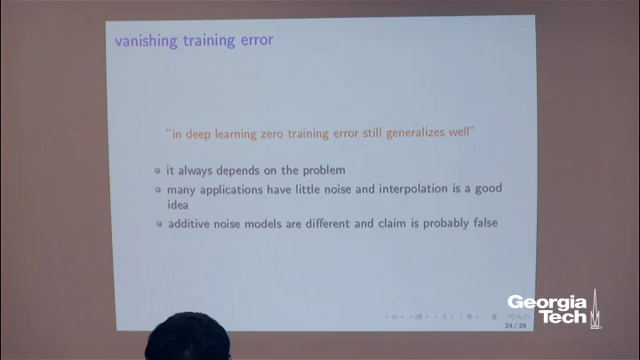 vanishing training error
"in deep learning zero training error still generalizes well"
it always depends on the problem
many applications have little noise and interpolation is a good
idea
additive noise models are different and claim is probably false
Georgia
Tech
24 / 26